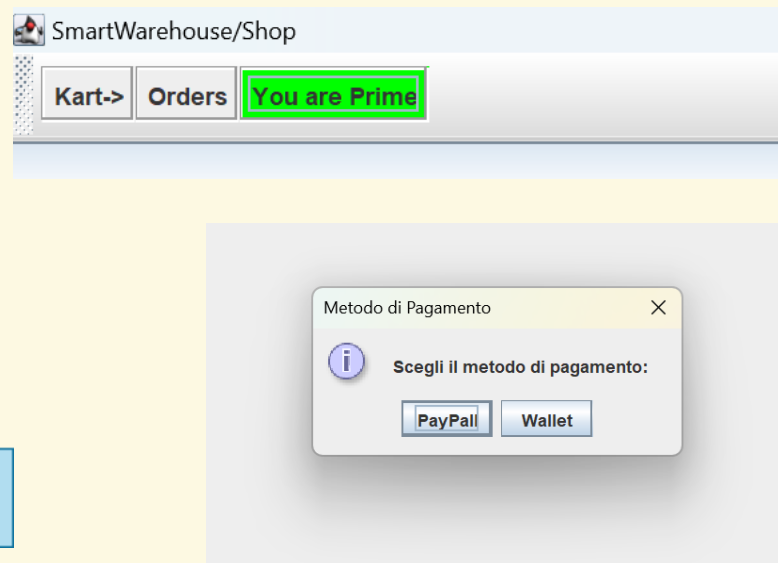 SmartWarehouse/Shop
Kart-> Orders You are Prime
Metodo di Pagamento
i
Scegli il metodo di pagamento:
PayPall Wallet